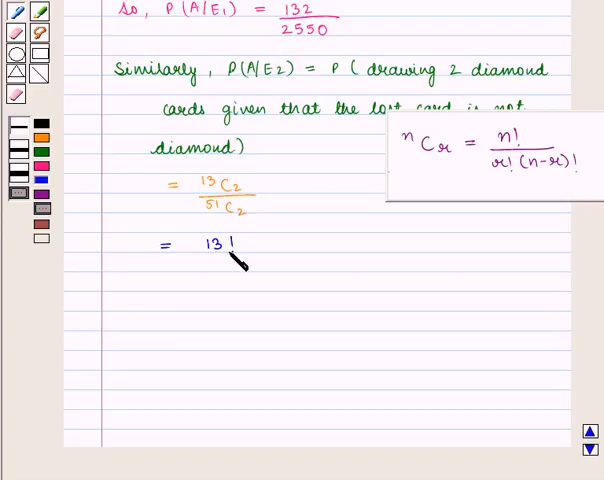 So, P(A/E1) = 132/2550
Similarly, P(A/E2) = P ( drawing 2 diamond
cards given that the lost card is not
diamond)
ⁿCᵣ = n!/r!(n-r)!
= ¹³C₂/⁵¹C₂
= 13!